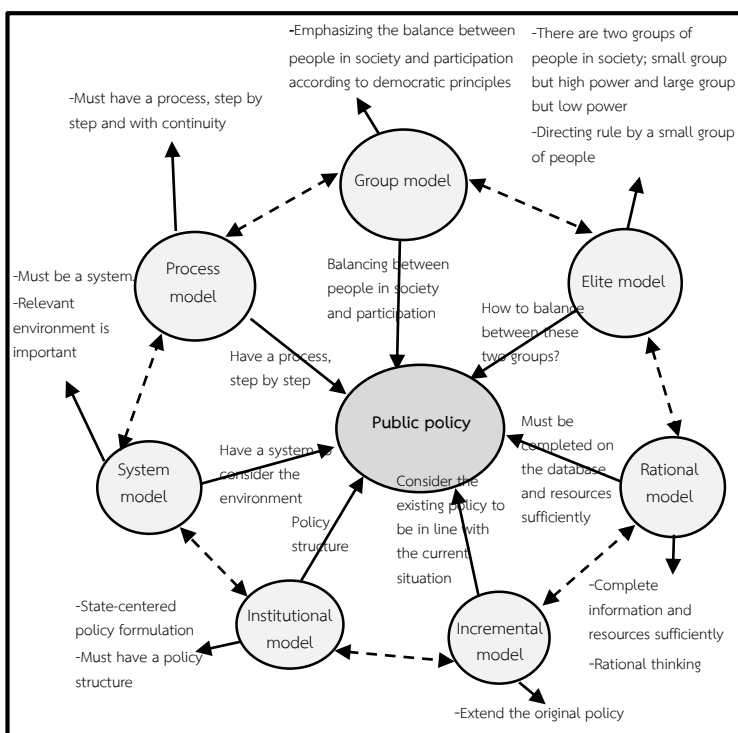 -Emphasizing the balance between
people in society and participation
according to democratic principles
-There are two groups of
people in society; small group
but high power and large group
but low power
-Directing rule by a small group
of people
-Must have a process, step by
step and with continuity
Group model
Process
model
Elite model
Balancing between
people in society
and participation
-Must be a system.
-Relevant
environment is
important
How to balance
between these
two groups?
Have a process,
step by step
Public policy
Must be
completed on
the database
and resources
sufficiently
System
model
Have a system to
consider the
environment
Consider the
existing policy to
be in line with
the current
situation
Rational
model
Policy
structure
-State-centered
policy formulation
-Must have a policy
structure
Institutional
model
Incremental
model
-Complete
information and
resources sufficiently
-Rational thinking
-Extend the original policy